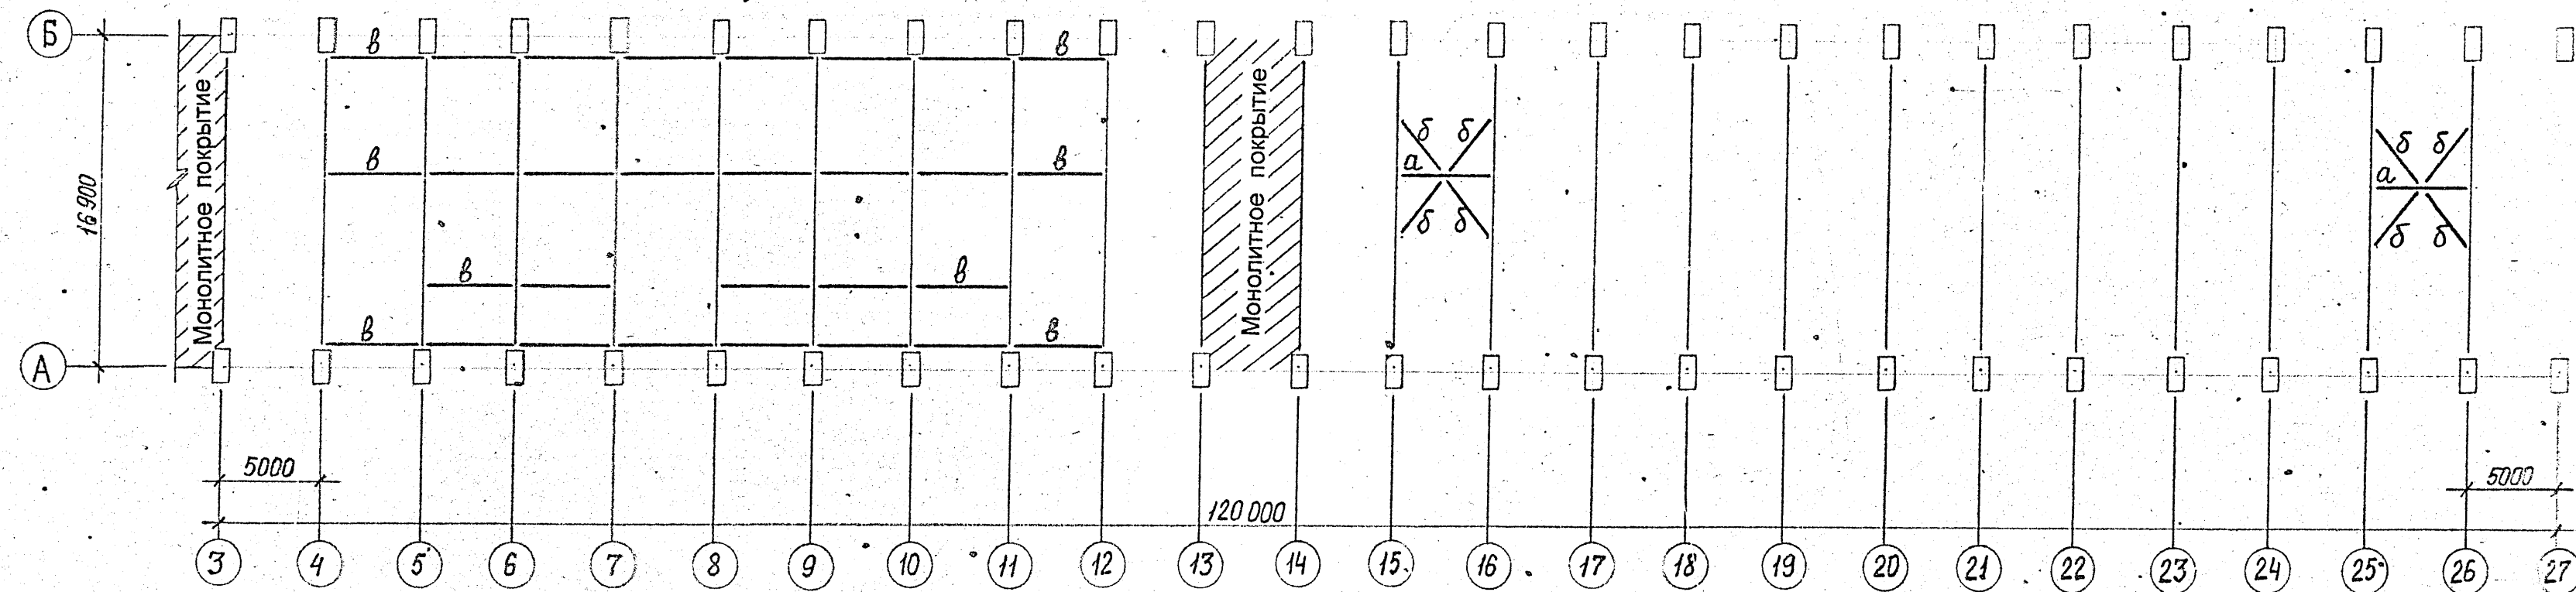 Б
в в
Монолитное покрытие
Монолитное покрытие
б б
а
б б
б б
а
б б
в в
16 900
в в
в в
А
5000
5000
120 000
3 4 5 6 7 8 9 10 11 12 13 14 15 16 17 18 19 20 21 22 23 24 25 26 27